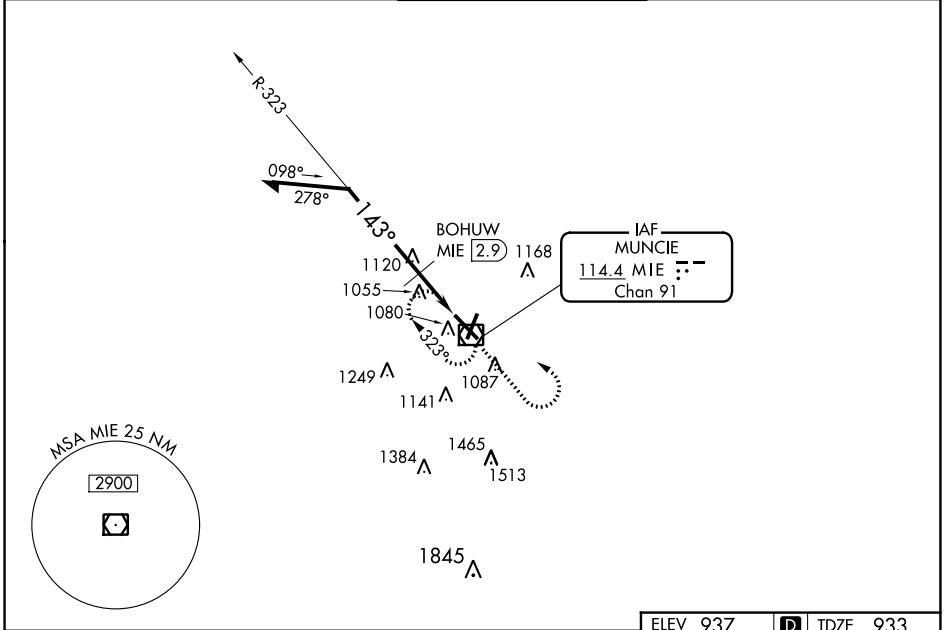 R-323
098°
278°
143°
BOHUW
MIE 2.9
1168
IAF
MUNCIE
114.4 MIE
Chan 91
1120
1055
1080
323°
1249
1087
1141
MSA MIE 25 NM
2900
1384
1465
1513
1845
ELEV 937 D TDZE 933